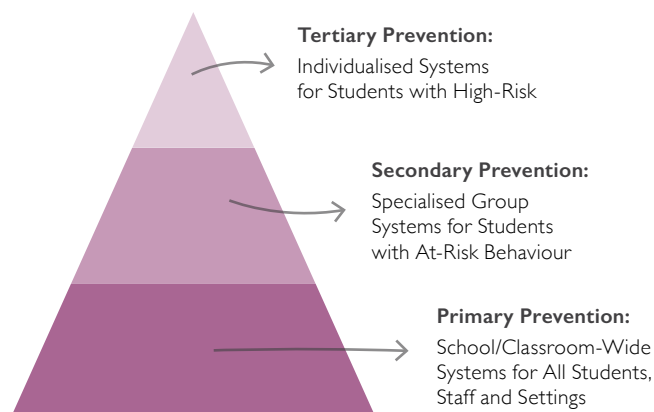 Tertiary Prevention:
Individualised Systems
for Students with High-Risk
Secondary Prevention:
Specialised Group
Systems for Students
with At-Risk Behaviour
Primary Prevention:
School/Classroom-Wide
Systems for All Students,
Staff and Settings